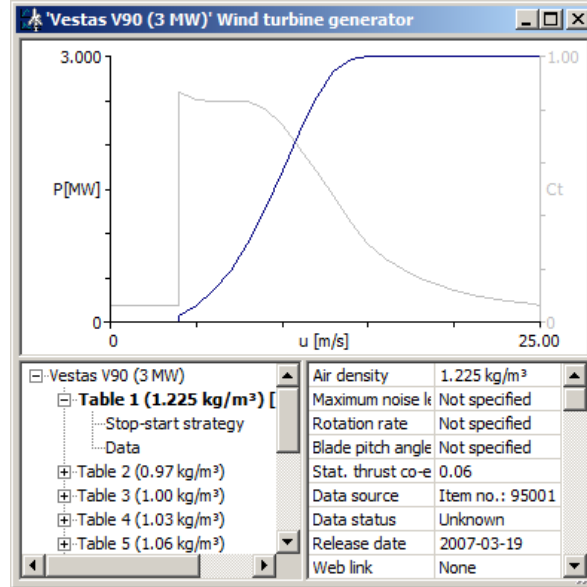 'Vestas V90 (3 MW)' Wind turbine generator
3.000
1.00
P[MW]
Ct
0
0
0
u [m/s]
25.00
Vestas V90 (3 MW)
Table 1 (1.225 kg/m³) [
Stop-start strategy
Data
Table 2 (0.97 kg/m³)
Table 3 (1.00 kg/m³)
Table 4 (1.03 kg/m³)
Table 5 (1.06 kg/m³)
Air density 1.225 kg/m³
Maximum noise le Not specified
Rotation rate Not specified
Blade pitch angle Not specified
Stat. thrust co-e 0.06
Data source Item no.: 95001
Data status Unknown
Release date 2007-03-19
Web link None